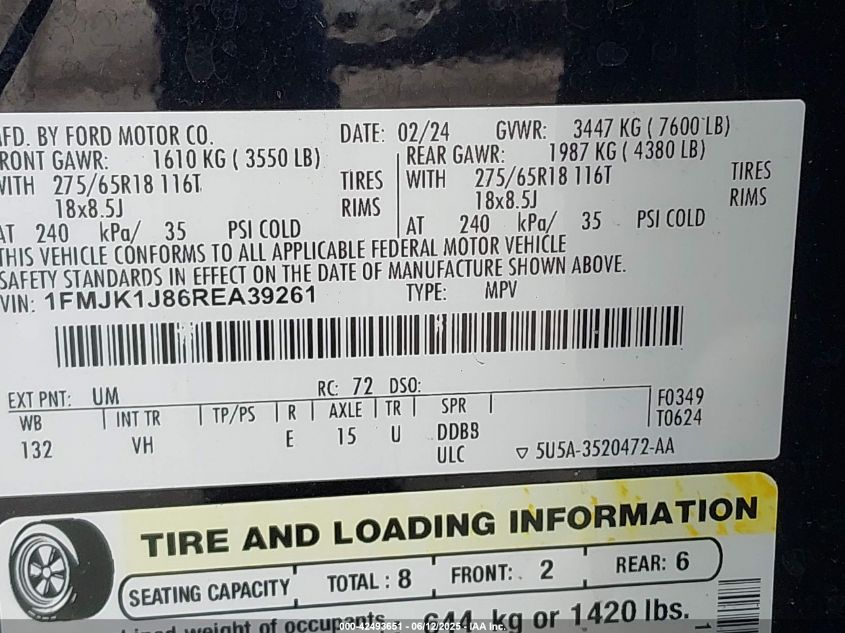 MFD. BY FORD MOTOR CO. DATE: 02/24 GVWR: 3447 KG ( 7600 LB)
FRONT GAWR: 1610 KG ( 3550 LB) REAR GAWR: 1987 KG ( 4380 LB)
WITH 275/65R18 116T TIRES WITH 275/65R18 116T TIRES
18x8.5J RIMS 18x8.5J RIMS
AT 240 kPa/ 35 PSI COLD AT 240 kPa/ 35 PSI COLD
THIS VEHICLE CONFORMS TO ALL APPLICABLE FEDERAL MOTOR VEHICLE
SAFETY STANDARDS IN EFFECT ON THE DATE OF MANUFACTURE SHOWN ABOVE.
VIN: 1FMJK1J86REA39261 TYPE: MPV
EXT PNT: UM RC: 72 DSO:
WB INT TR TP/PS R AXLE TR SPR F0349
132 VH E 15 U DDBB T0624
ULC ▽ 5U5A-3520472-AA
TIRE AND LOADING INFORMATION
SEATING CAPACITY TOTAL : 8 FRONT: 2 REAR: 6
weight of occupants 644 kg or 1420 lbs.
000-42493651 - 06/12/2025 - IAA Inc.